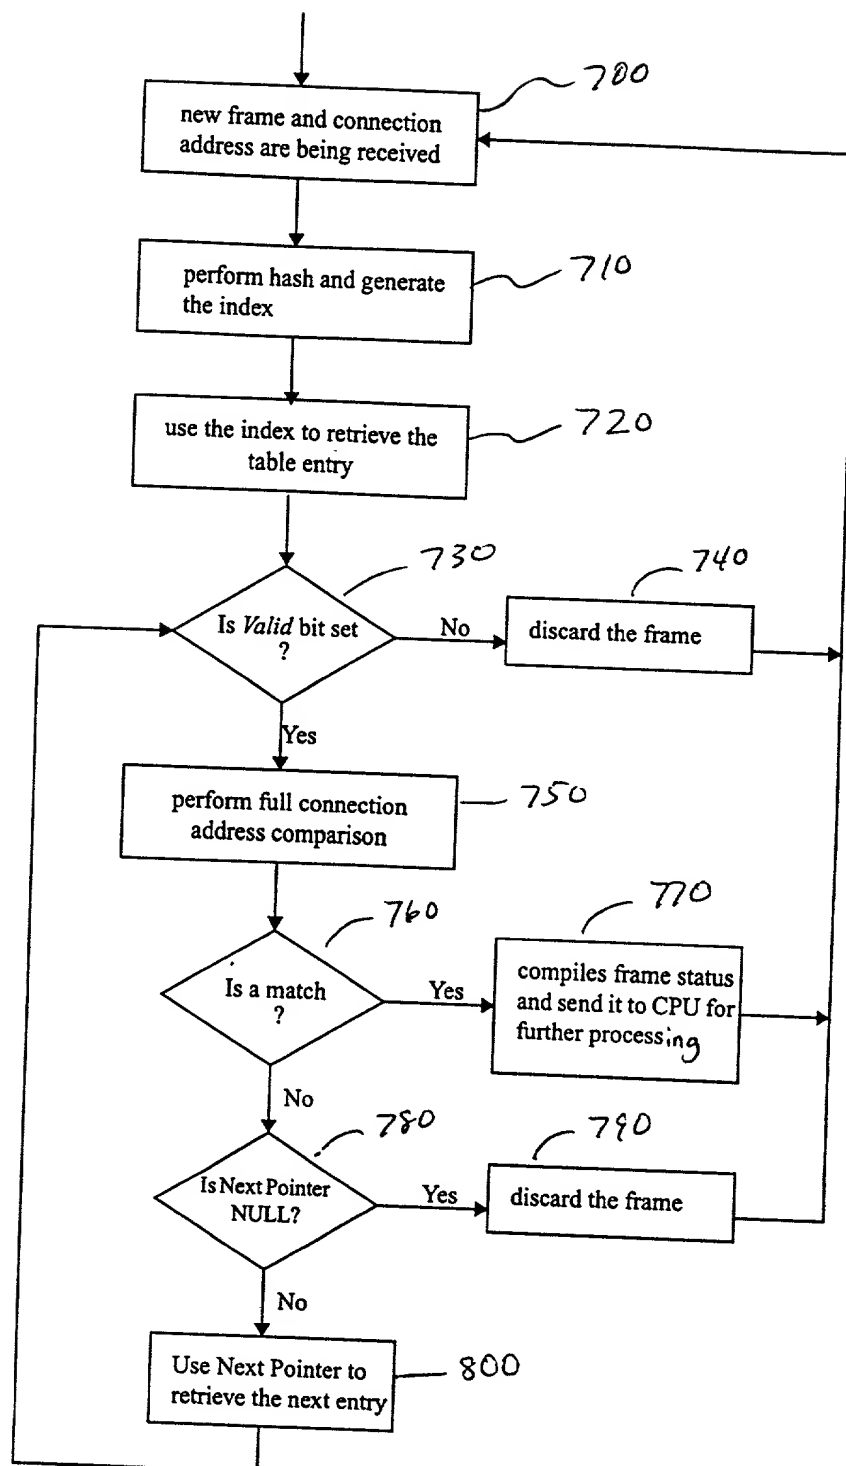 700
new frame and connection
address are being received
710
perform hash and generate
the index
720
use the index to retrieve the
table entry
730
740
Is Valid bit set
?
No
discard the frame
Yes
750
perform full connection
address comparison
760
770
Is a match
?
Yes
compiles frame status
and send it to CPU for
further processing
No
780
790
Is Next Pointer
NULL?
Yes
discard the frame
No
800
Use Next Pointer to
retrieve the next entry